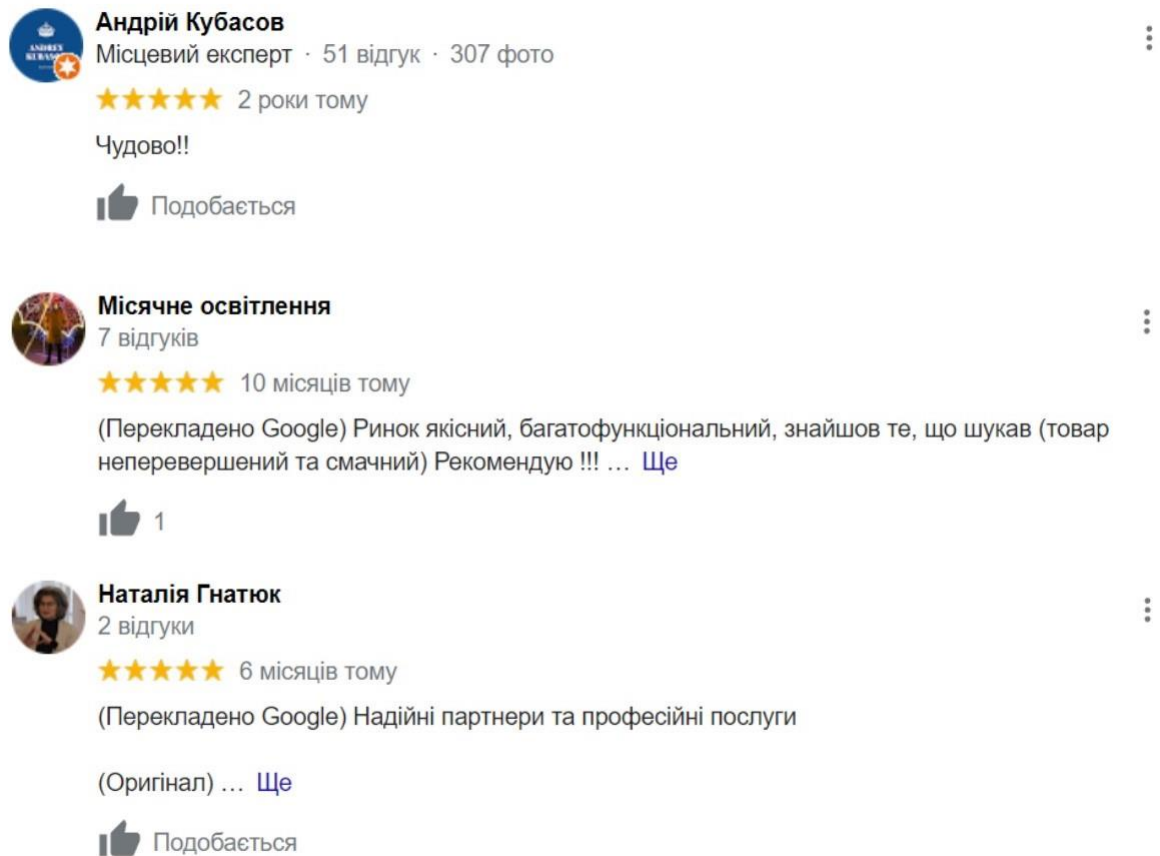 Андрій Кубасов
Місцевий експерт · 51 відгук · 307 фото
2 роки тому
Чудово!!
Подобається
Місячне освітлення
7 відгуків
10 місяців тому
(Перекладено Google) Ринок якісний, багатофункціональний, знайшов те, що шукав (товар
неперевершений та смачний) Рекомендую !!! … Ще
1
Наталія Гнатюк
2 відгуки
6 місяців тому
(Перекладено Google) Надійні партнери та професійні послуги
(Оригінал) … Ще
Подобається